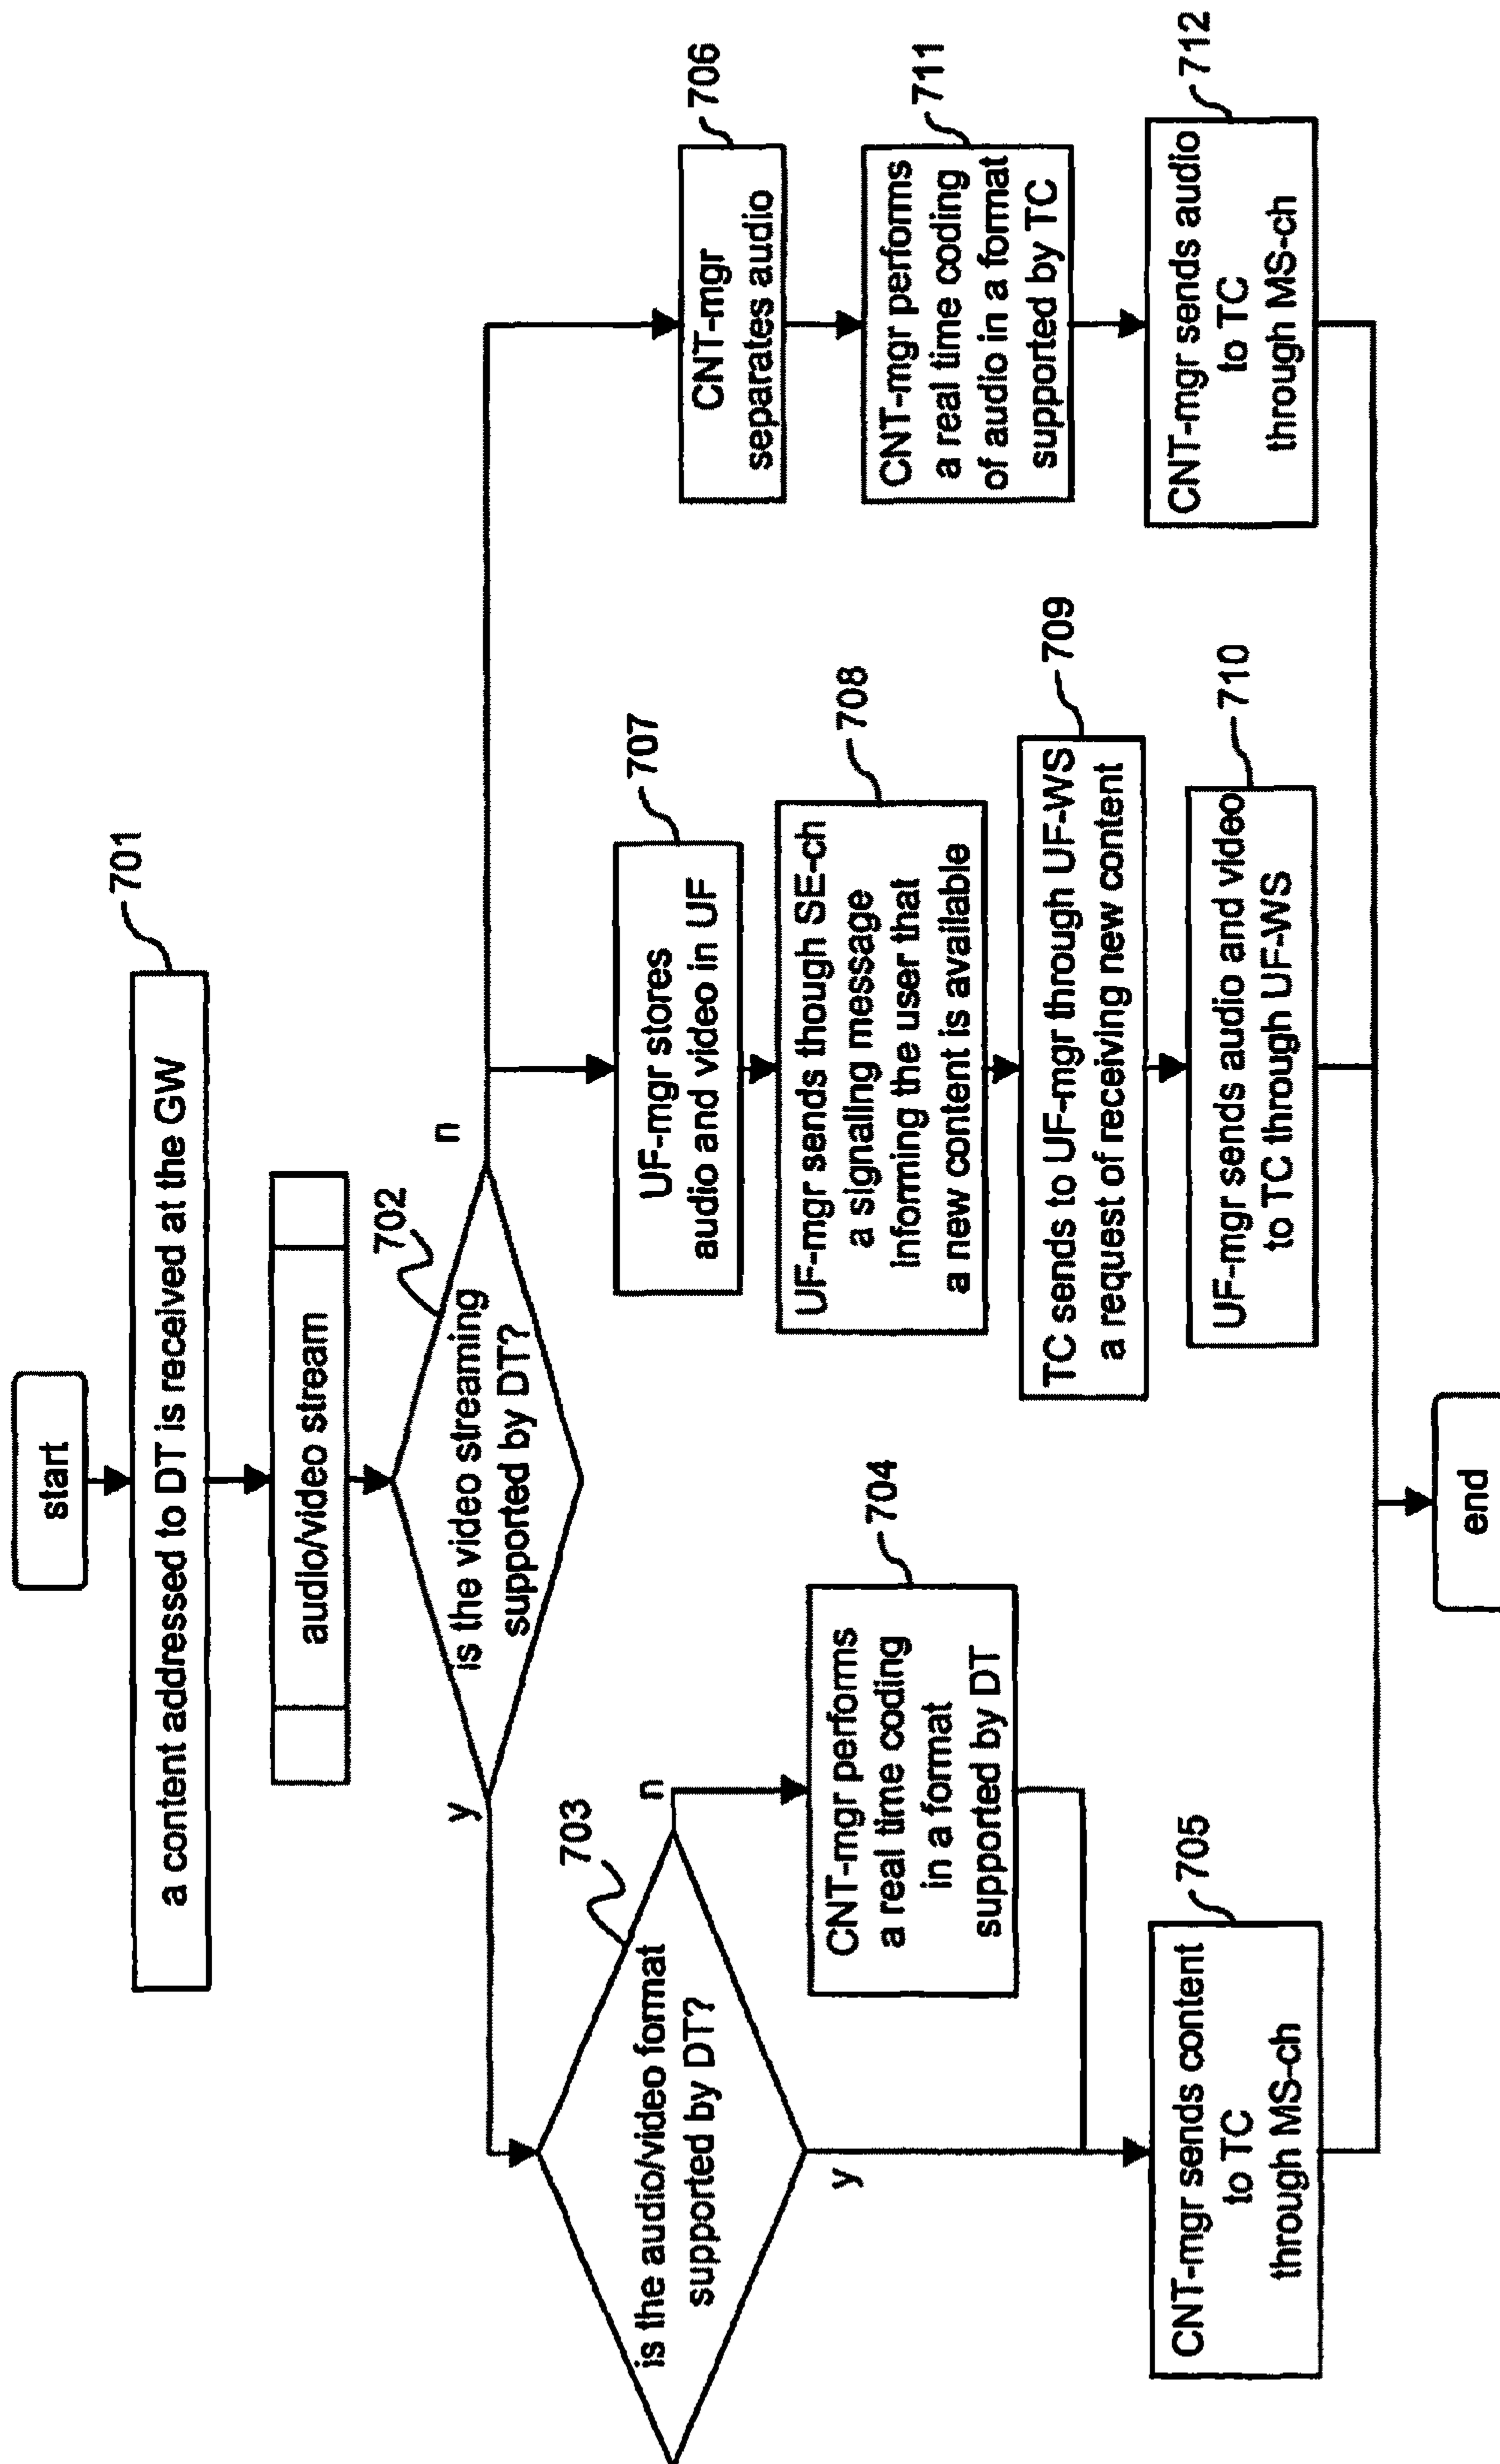 start
a content addressed to DT is received at the GW
701
audio/video stream
is the video streaming
supported by DT?
702
y
n
is the audio/video format
supported by DT?
703
n
y
CNT-mgr performs
a real time coding
in a format
supported by DT
704
CNT-mgr sends content
to TC
through MS-ch
705
UF-mgr stores
audio and video in UF
707
UF-mgr sends though SE-ch
a signaling message
informing the user that
a new content is available
708
TC sends to UF-mgr through UF-WS
a request of receiving new content
709
UF-mgr sends audio and video
to TC through UF-WS
710
CNT-mgr
separates audio
706
CNT-mgr performs
a real time coding
of audio in a format
supported by TC
711
CNT-mgr sends audio
to TC
through MS-ch
712
end